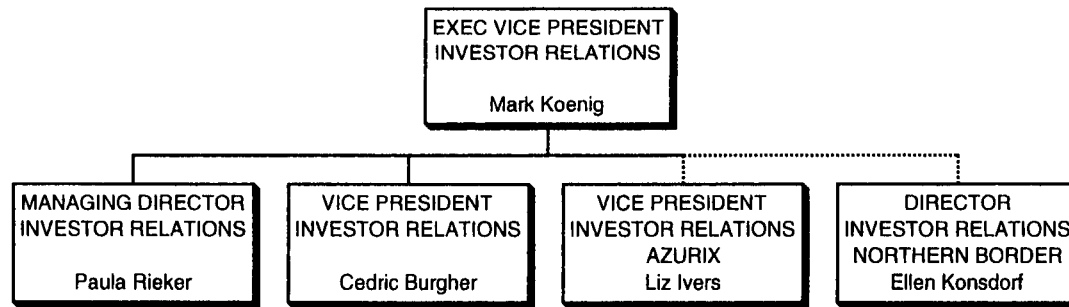 EXEC VICE PRESIDENT
INVESTOR RELATIONS
Mark Koenig
MANAGING DIRECTOR
INVESTOR RELATIONS
Paula Rieker
VICE PRESIDENT
INVESTOR RELATIONS
Cedric Burgher
VICE PRESIDENT
INVESTOR RELATIONS
AZURIX
Liz Ivers
DIRECTOR
INVESTOR RELATIONS
NORTHERN BORDER
Ellen Konsdorf